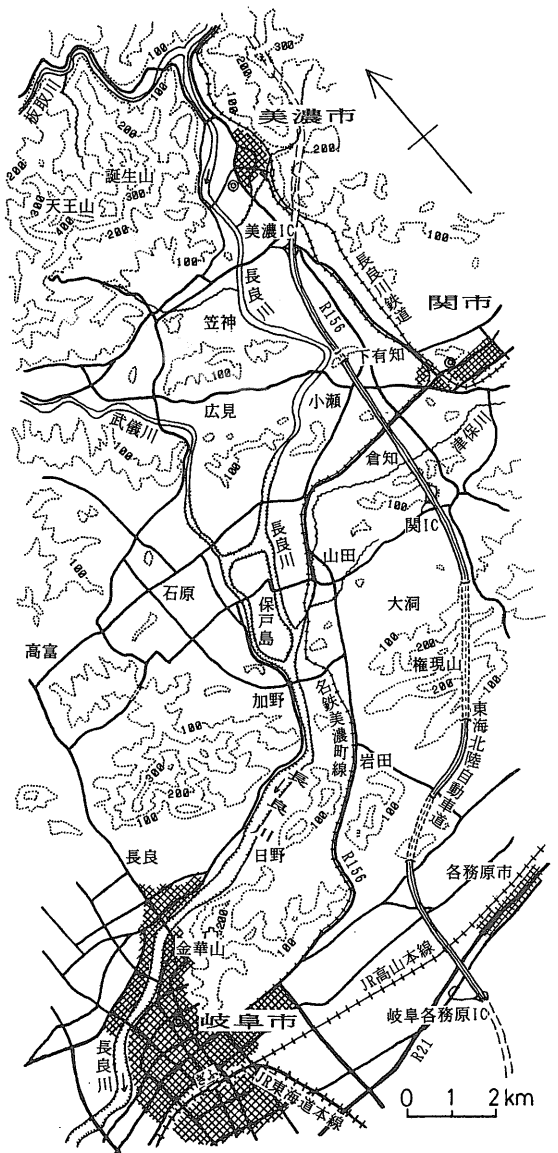 板取川
100
100
200
300
美濃市
200
誕生山
天王山
美濃IC
長良川
長良川鉄道
R156
関市
笠神
下有知
広見
小瀬
武儀川
津保川
倉知
関IC
長良川
山田
石原
保戸島
大洞
高富
権現山
加野
名鉄美濃町線
東海北陸自動車道
岩田
長良川
日野
長良
R156
各務原市
金華山
JR高山本線
岐阜市
岐阜各務原IC
長良川
ぎふ
R21
JR東海道本線
0 1 2km